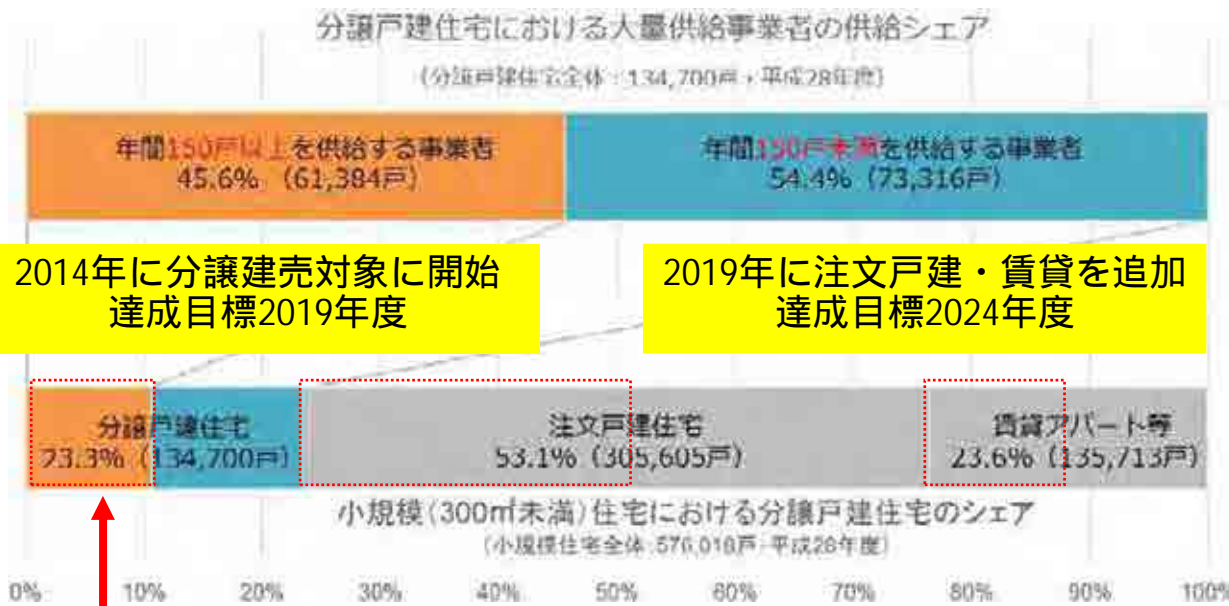 分譲戸建住宅における大量供給事業者の供給シェア
(分譲戸建住宅全体:134,700戸・平成28年度)
年間150戸以上を供給する事業者
45.6% (61,384戸)
年間150戸未満を供給する事業者
54.4% (73,316戸)
2014年に分譲建売対象に開始
達成目標2019年度
2019年に注文戸建・賃貸を追加
達成目標2024年度
分譲戸建住宅
23.3% (134,700戸)
注文戸建住宅
53.1% (305,605戸)
賃貸アパート等
23.6% (135,713戸)
小規模(300㎡未満)住宅における分譲戸建住宅のシェア
(小規模住宅全体:576,018戸・平成28年度)
0% 10% 20% 30% 40% 50% 60% 70% 80% 90% 100%